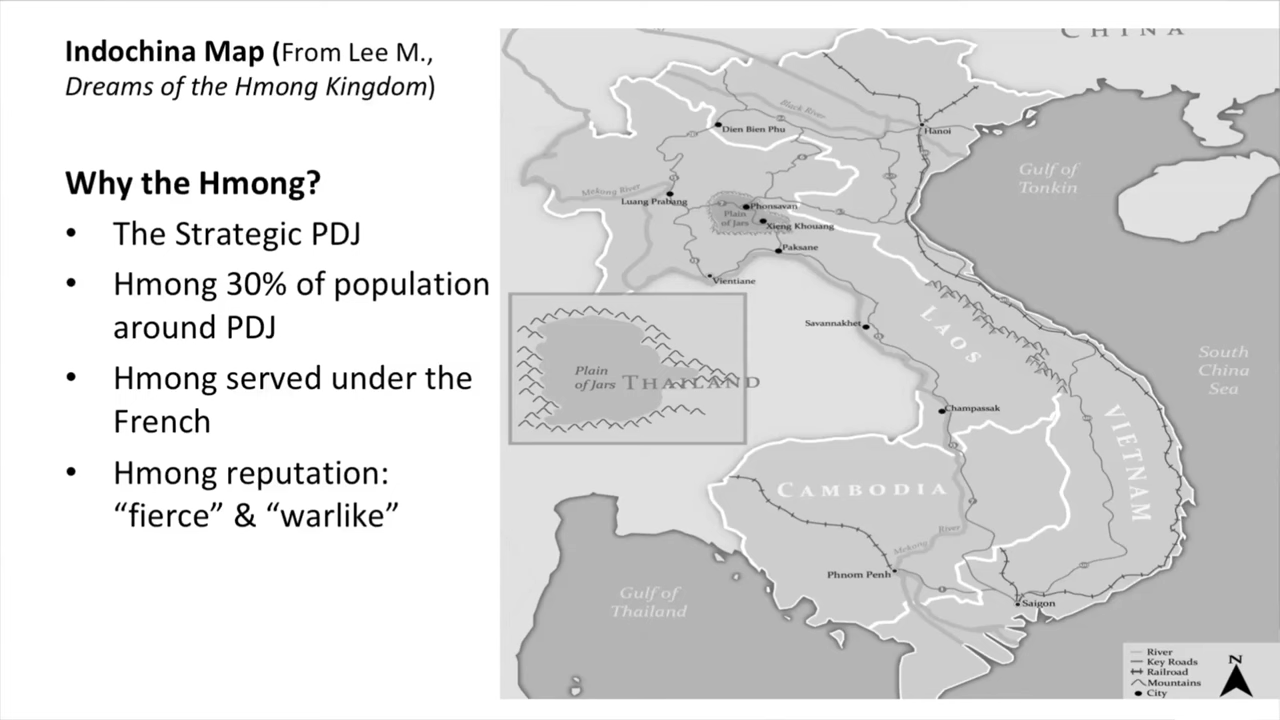 Indochina Map (From Lee M.,
Dreams of the Hmong Kingdom)
Why the Hmong?
• The Strategic PDJ
• Hmong 30% of population
around PDJ
• Hmong served under the
French
• Hmong reputation:
“fierce” & “warlike”
CHINA
Black River
Hanoi
Dien Bien Phu
Gulf of
Tonkin
Mekong River
Luang Prabang
Phonsavan
Plain
of Jars
Xieng Khouang
Paksane
Vientiane
Savannakhet
LAOS
South
China
Sea
Plain
of Jars
THAILAND
Champassak
VIETNAM
CAMBODIA
Mekong River
Phnom Penh
Gulf of
Thailand
Saigon
River
Key Roads
Railroad
Mountains
City
N